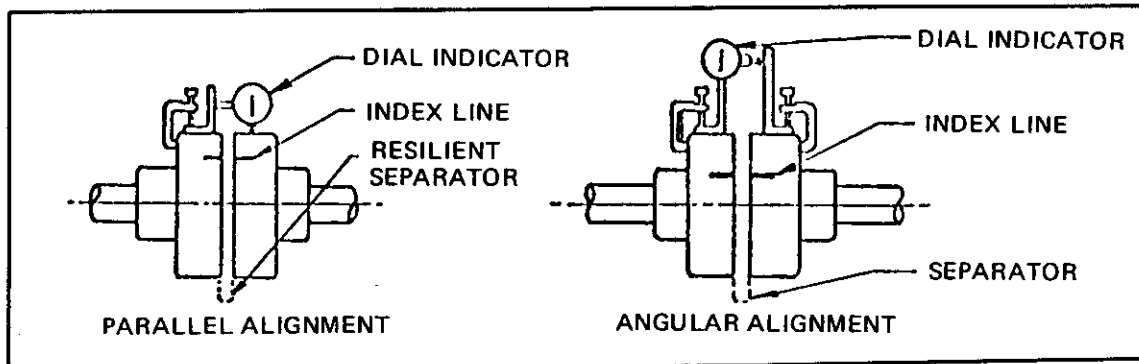 DIAL INDICATOR
INDEX LINE
RESILIENT
SEPARATOR
PARALLEL ALIGNMENT
DIAL INDICATOR
INDEX LINE
SEPARATOR
ANGULAR ALIGNMENT